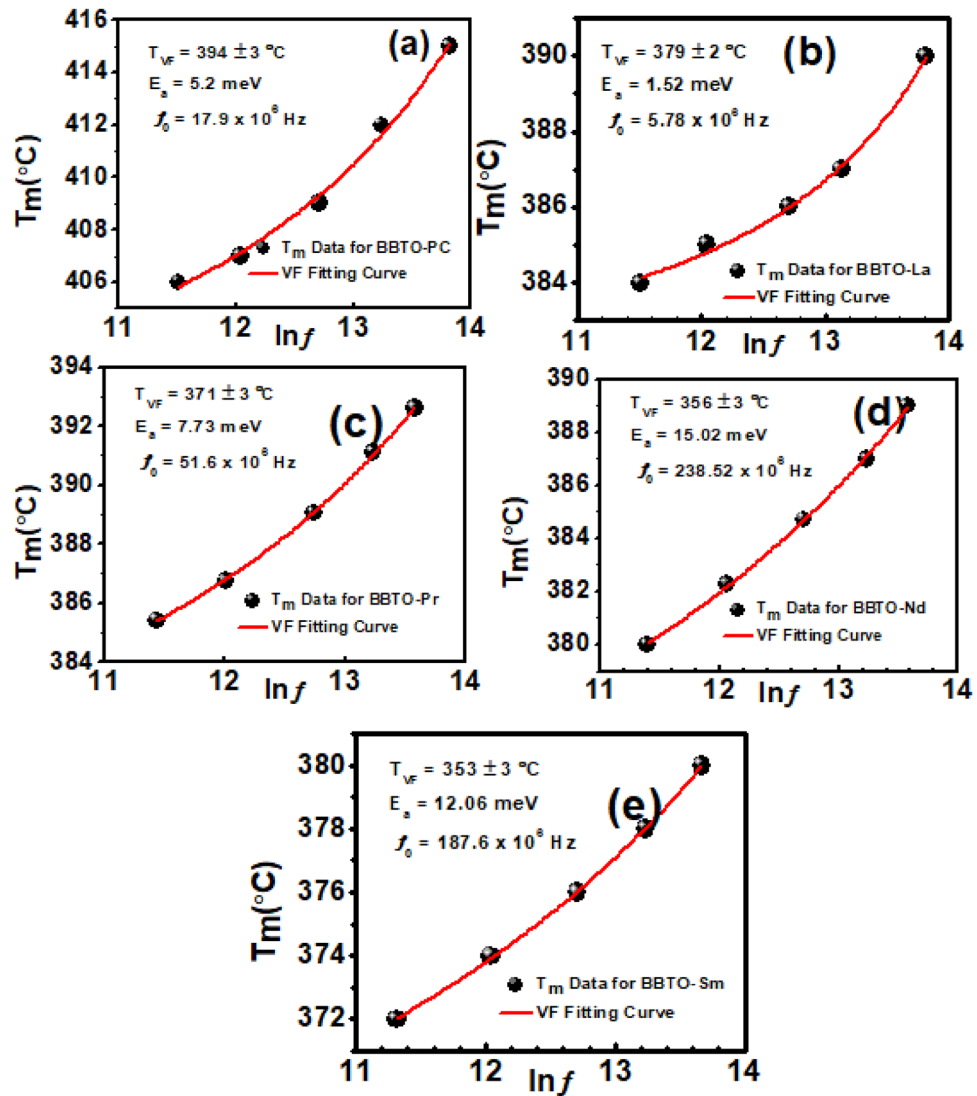 (a)
T_VF = 394 ± 3 °C
E_a = 5.2 meV
f_0 = 17.9 x 10^6 Hz
416
414
412
410
408
406
T_m(°C)
T_m Data for BBTO-PC
VF Fitting Curve
11 12 13 14
ln f
(b)
T_VF = 379 ± 2 °C
E_a = 1.52 meV
f_0 = 5.78 x 10^6 Hz
390
388
386
384
T_m(°C)
T_m Data for BBTO-La
VF Fitting Curve
11 12 13 14
ln f
(c)
T_VF = 371 ± 3 °C
E_a = 7.73 meV
f_0 = 51.6 x 10^6 Hz
394
392
390
388
386
384
T_m(°C)
T_m Data for BBTO-Pr
VF Fitting Curve
11 12 13 14
ln f
(d)
T_VF = 356 ± 3 °C
E_a = 15.02 meV
f_0 = 238.52 x 10^6 Hz
390
388
386
384
382
380
T_m(°C)
T_m Data for BBTO-Nd
VF Fitting Curve
11 12 13 14
ln f
(e)
T_VF = 353 ± 3 °C
E_a = 12.06 meV
f_0 = 187.6 x 10^6 Hz
380
378
376
374
372
T_m(°C)
T_m Data for BBTO-Sm
VF Fitting Curve
11 12 13 14
ln f